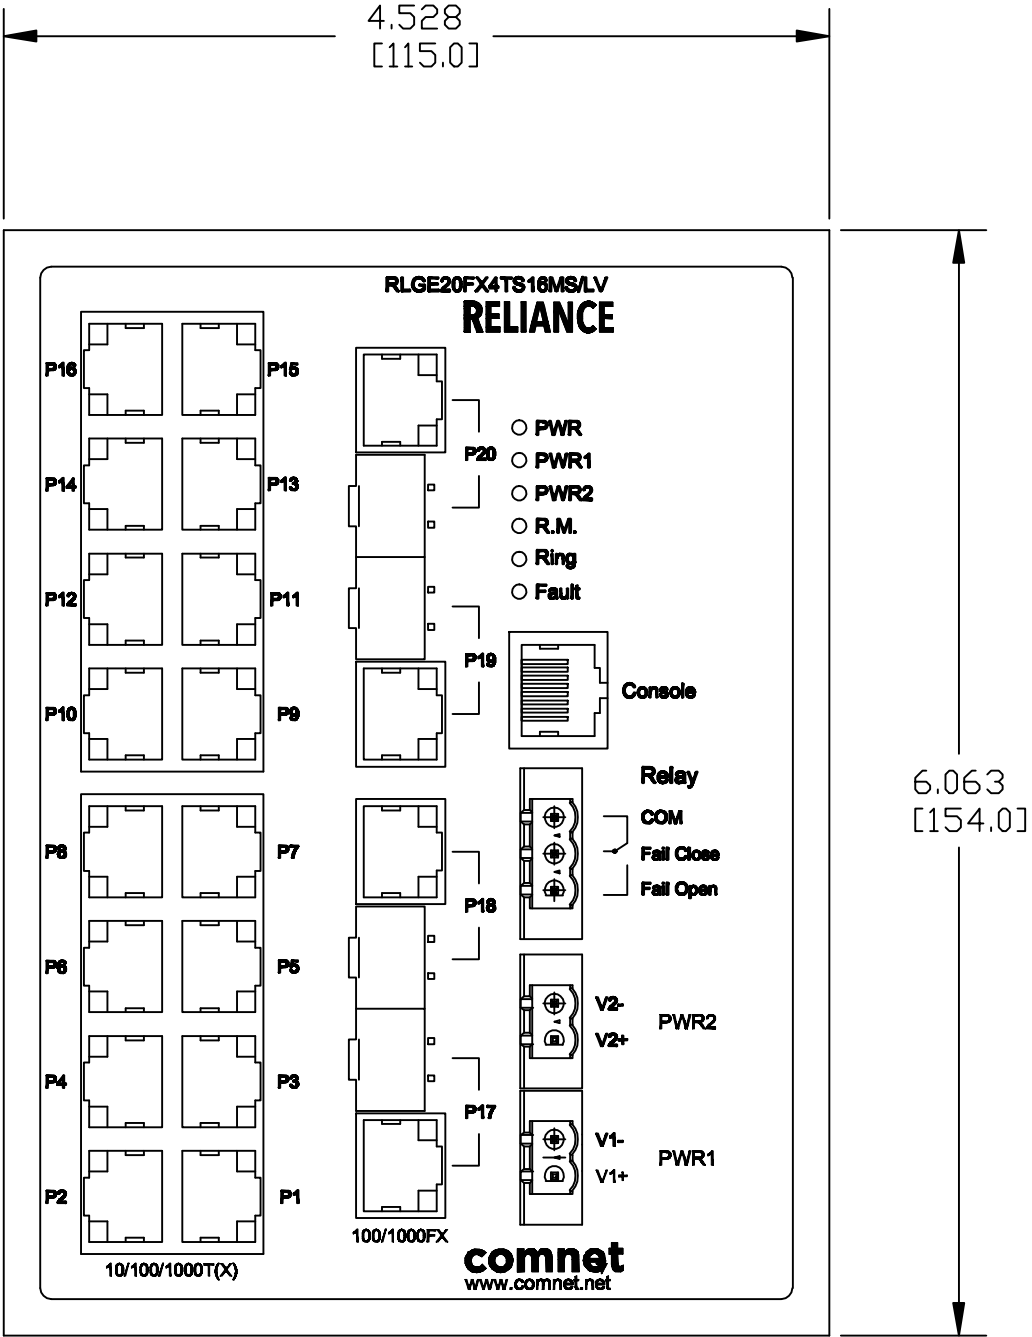 4.528
[115.0]
RLGE20FX4TS16MS/LV
RELIANCE
P16
P15
P14
P13
P12
P11
P10
P9
P8
P7
P6
P5
P4
P3
P2
P1
10/100/1000T(X)
P20
P19
P18
P17
100/1000FX
PWR
PWR1
PWR2
R.M.
Ring
Fault
Console
Relay
COM
Fail Close
Fail Open
V2-
V2+
PWR2
V1-
V1+
PWR1
comnet
www.comnet.net
6.063
[154.0]